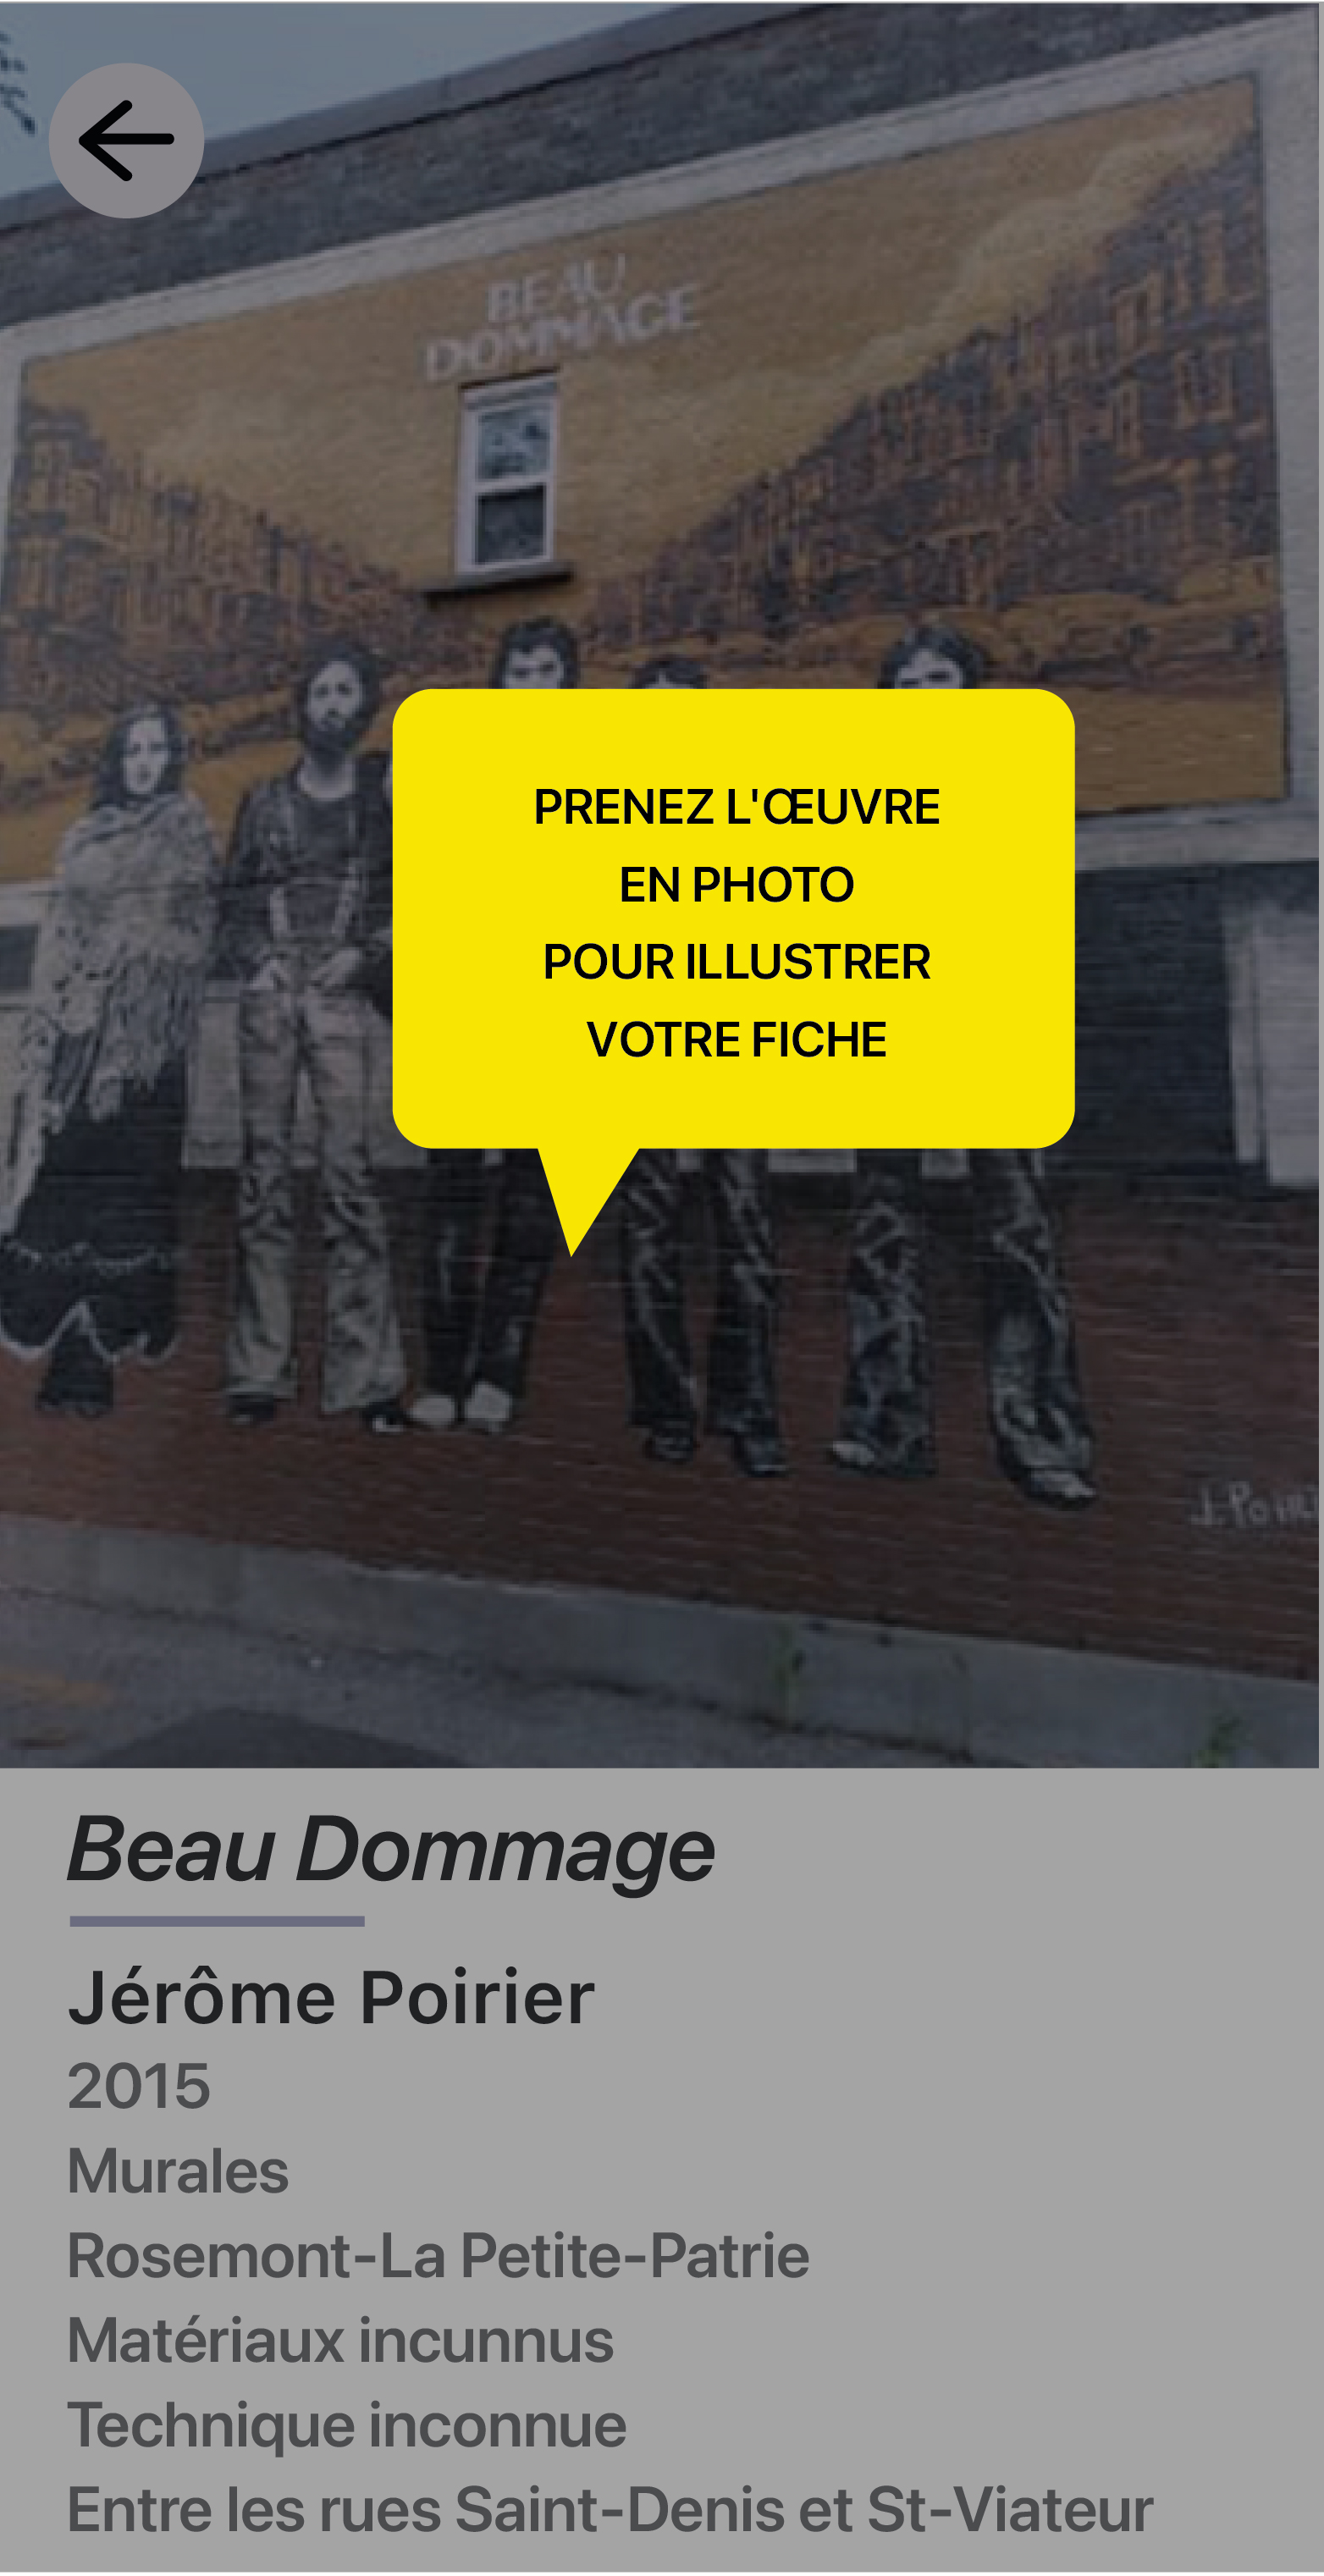 BEAU
DOMMAGE
PRENEZ L'ŒUVRE
EN PHOTO
POUR ILLUSTRER
VOTRE FICHE
Beau Dommage
Jérôme Poirier
2015
Murales
Rosemont-La Petite-Patrie
Matériaux incunnus
Technique inconnue
Entre les rues Saint-Denis et St-Viateur